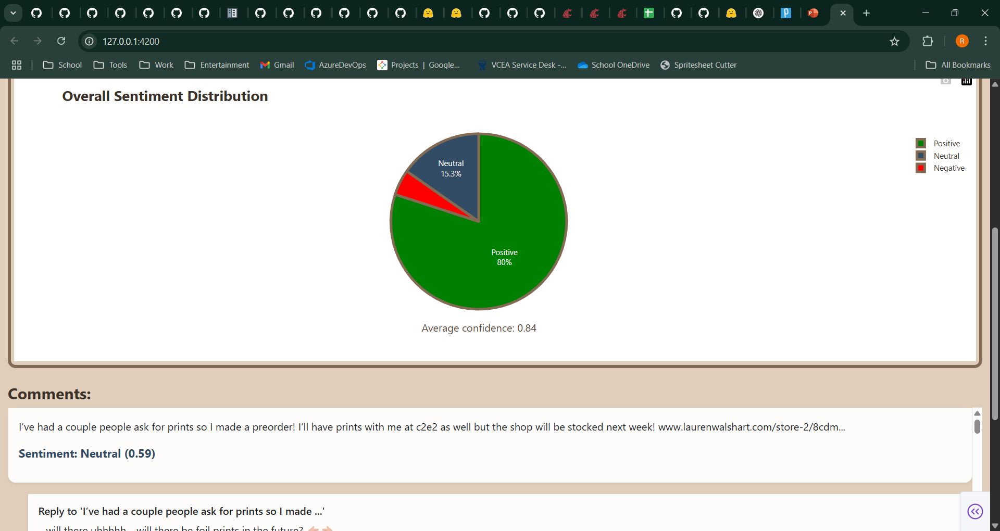 127.0.0.1:4200
R
School
Tools
Work
Entertainment
Gmail
AzureDevOps
Projects | Google...
VCEA Service Desk -...
School OneDrive
Spritesheet Cutter
All Bookmarks
Overall Sentiment Distribution
Positive
Neutral
Negative
Neutral
15.3%
Positive
80%
Average confidence: 0.84
Comments:
I've had a couple people ask for prints so I made a preorder! I'll have prints with me at c2e2 as well but the shop will be stocked next week! www.laurenwalshart.com/store-2/8cdm...
Sentiment: Neutral (0.59)
Reply to 'I've had a couple people ask for prints so I made ...'
will there be foil prints in the future?